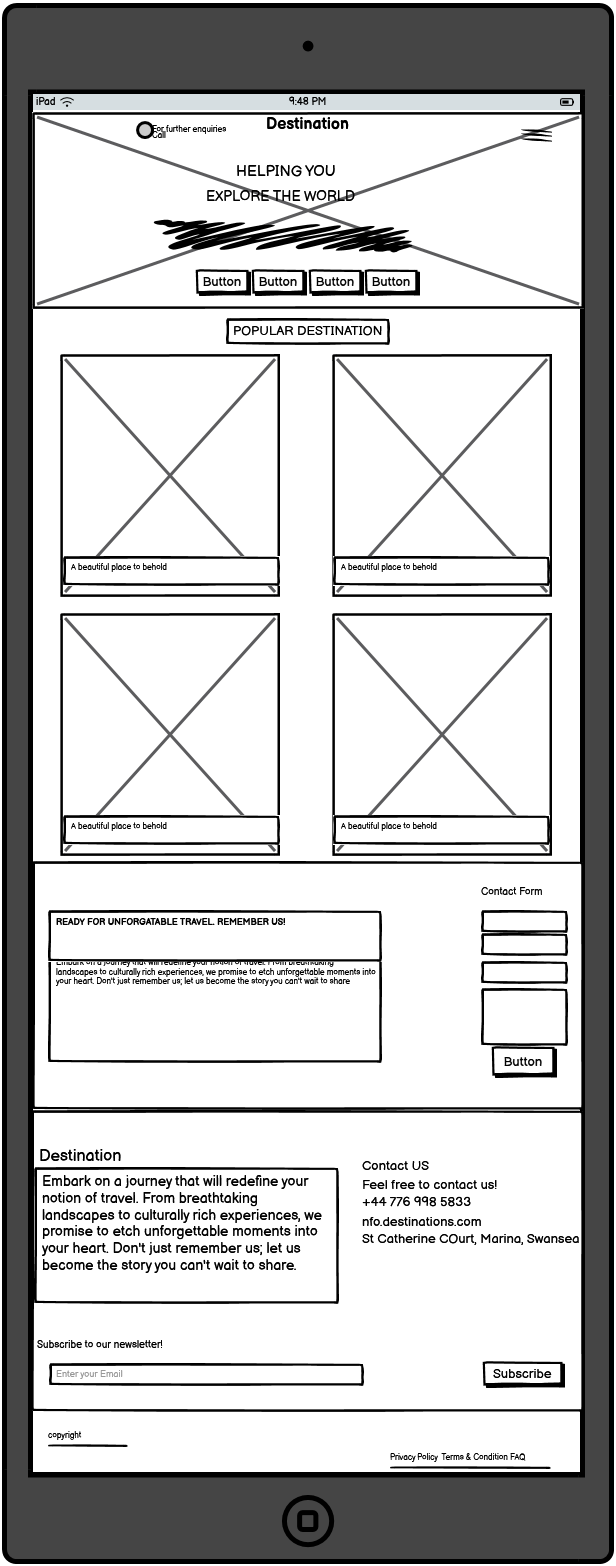 iPad
9:48 PM
For further enquiries
Call
Destination
HELPING YOU
EXPLORE THE WORLD
Button Button Button Button
POPULAR DESTINATION
A beautiful place to behold
A beautiful place to behold
A beautiful place to behold
A beautiful place to behold
Contact Form
READY FOR UNFORGATABLE TRAVEL. REMEMBER US!
Embark on a journey that will redefine your notion of travel. From breathtaking
landscapes to culturally rich experiences, we promise to etch unforgettable moments into
your heart. Don't just remember us; let us become the story you can't wait to share
Button
Destination
Embark on a journey that will redefine your
notion of travel. From breathtaking
landscapes to culturally rich experiences, we
promise to etch unforgettable moments into
your heart. Don't just remember us; let us
become the story you can't wait to share.
Contact US
Feel free to contact us!
+44 776 998 5833
nfo.destinations.com
St Catherine COurt, Marina, Swansea
Subscribe to our newsletter!
Enter your Email
Subscribe
copyright
Privacy Policy Terms & Condition FAQ